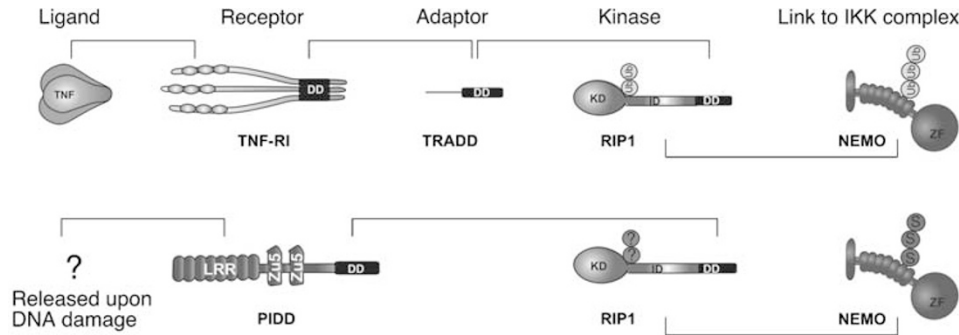 Ligand Receptor Adaptor Kinase Link to IKK complex
Ub
Ub
Ub Ub
Ub Ub
TNF DD DD KD ID DD ZF
TNF-RI TRADD RIP1 NEMO
S
? S
? LRR Zu5 Zu5 DD KD ? ID DD S ZF
Released upon
DNA damage PIDD RIP1 NEMO